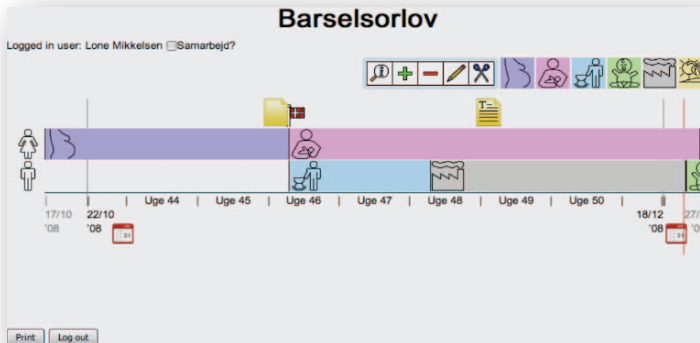 Barselsorlov
Logged in user: Lone Mikkelsen Samarbejd?
T
Uge 44 Uge 45 Uge 46 Uge 47 Uge 48 Uge 49 Uge 50
17/10 22/10 18/12 27/
'08 '08 '08
Print Log out